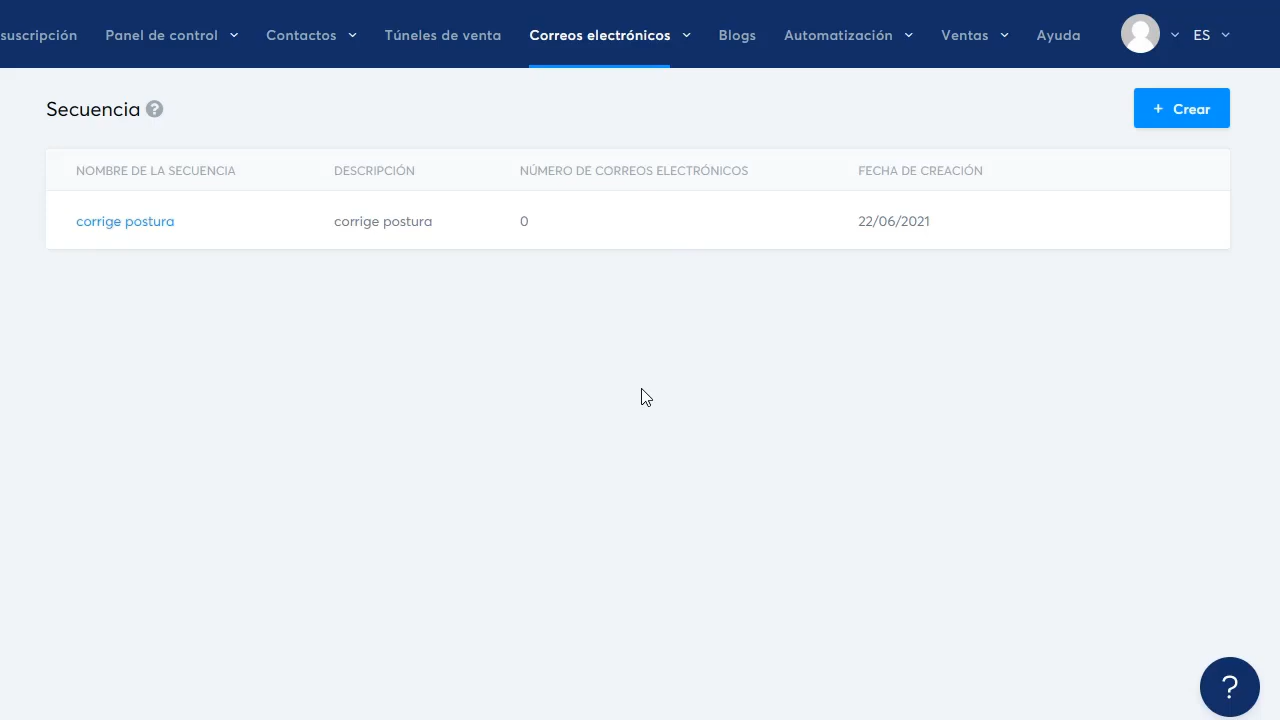 suscripción Panel de control Contactos Túneles de venta Correos electrónicos Blogs Automatización Ventas Ayuda ES
Secuencia ?
+ Crear
NOMBRE DE LA SECUENCIA DESCRIPCIÓN NÚMERO DE CORREOS ELECTRÓNICOS FECHA DE CREACIÓN
corrige postura corrige postura 0 22/06/2021
?